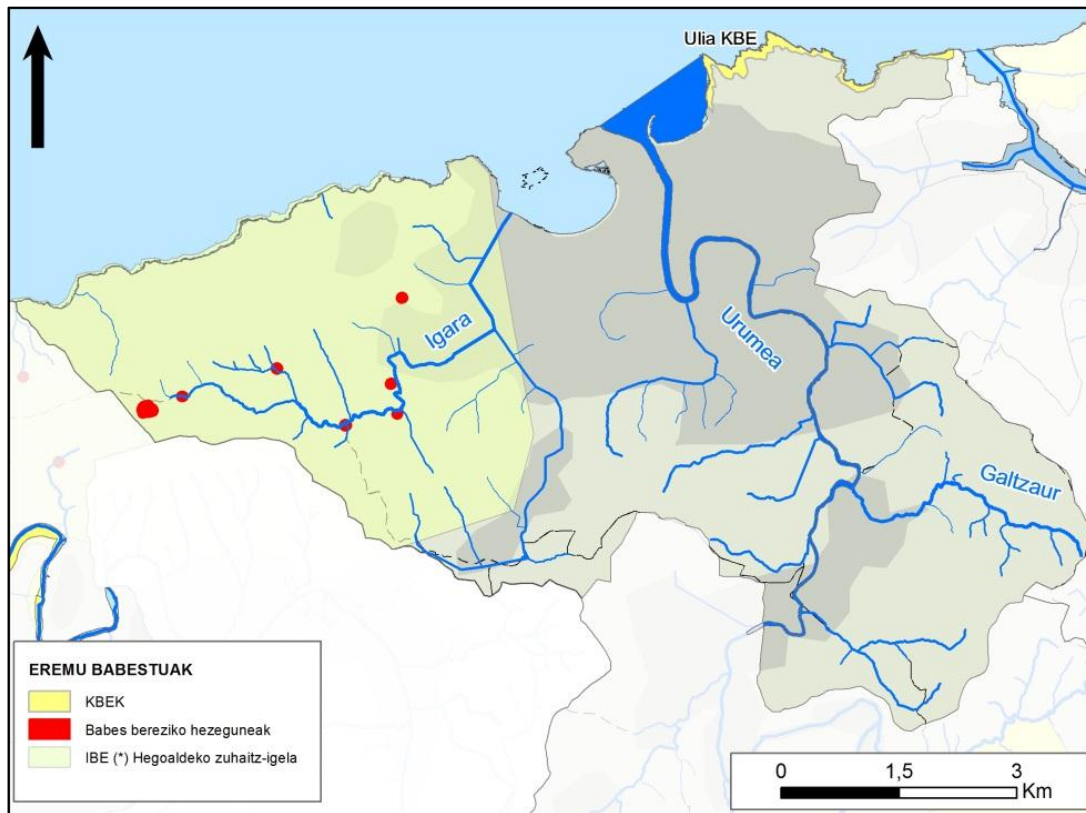 Ulia KBE
Igara
Urumea
Galtzaur
EREMU BABESTUAK
KBEK
Babes bereziko hezeguneak
IBE (*) Hegoaldeko zuhaitz-igela
0 1,5 3
Km